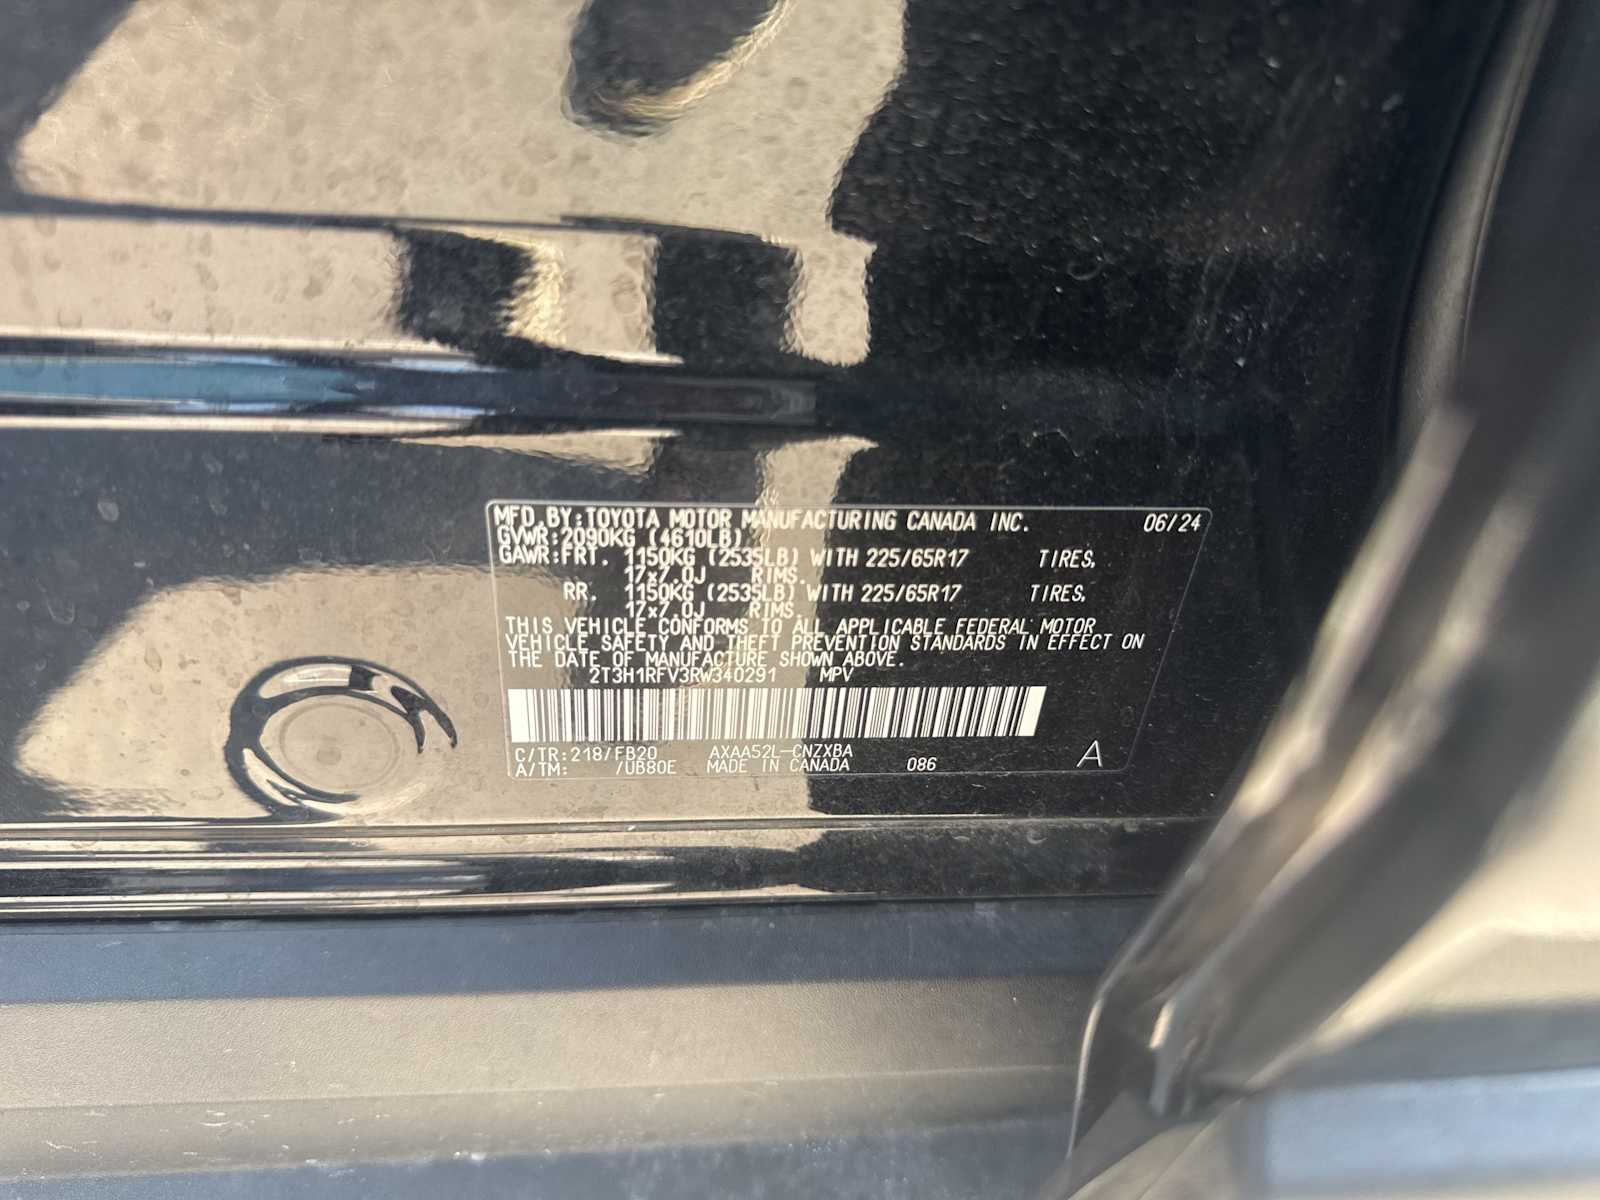 MFD.BY:TOYOTA MOTOR MANUFACTURING CANADA INC. 06/24
GVWR:2090KG (4610LB)
GAWR:FRT. 1150KG (2535LB) WITH 225/65R17 TIRES,
17x7.0J RIMS.
RR. 1150KG (2535LB) WITH 225/65R17 TIRES,
17x7.0J RIMS.
THIS VEHICLE CONFORMS TO ALL APPLICABLE FEDERAL MOTOR
VEHICLE SAFETY AND THEFT PREVENTION STANDARDS IN EFFECT ON
THE DATE OF MANUFACTURE SHOWN ABOVE.
2T3H1RFV3RW340291 MPV
C/TR:218/FB20 AXAA52L-CNZXBA
A/TM: /UB80E MADE IN CANADA 086 A